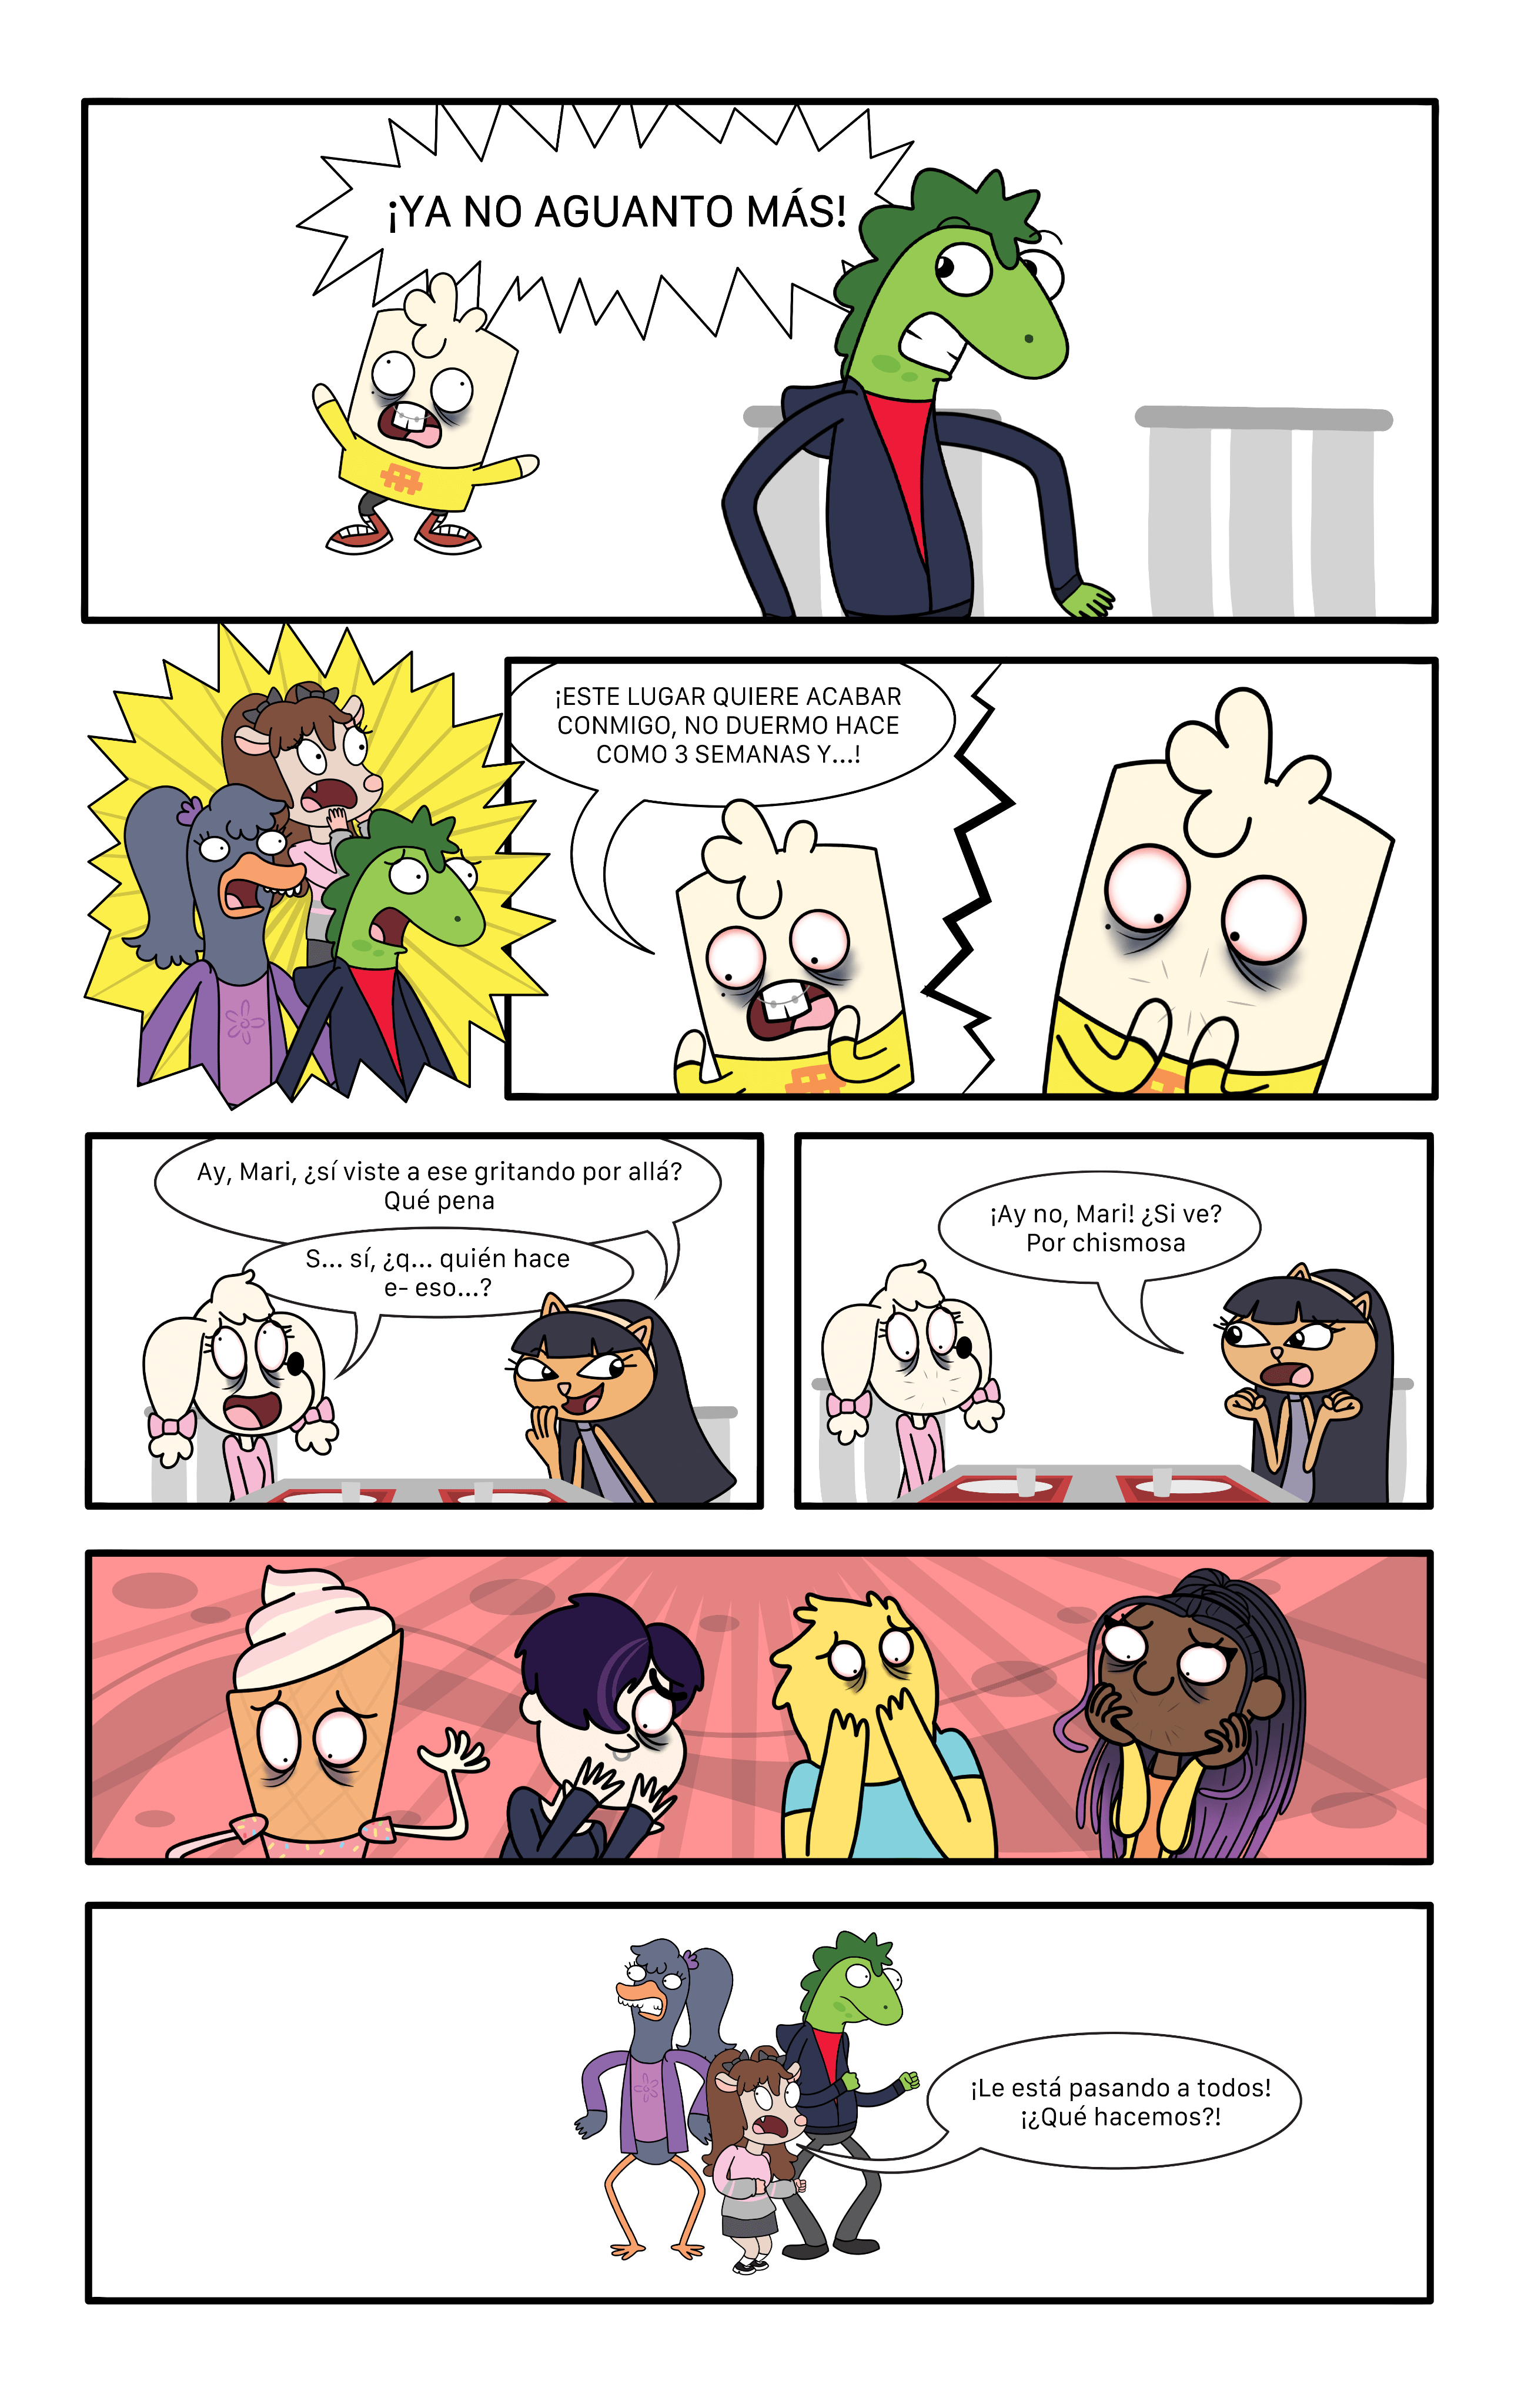 ¡YA NO AGUANTO MÁS!
¡ESTE LUGAR QUIERE ACABAR
CONMIGO, NO DUERMO HACE
COMO 3 SEMANAS Y...!
Ay, Mari, ¿sí viste a ese gritando por allá?
Qué pena
S... sí, ¿q... quién hace
e- eso...?
¡Ay no, Mari! ¿Si ve?
Por chismosa
¡Le está pasando a todos!
¡¿Qué hacemos?!